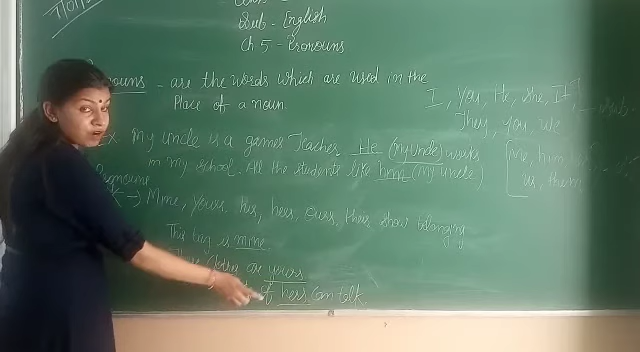 Sub - English
Ch 5 - Pronouns
- are the words which are used in the
Place of a noun.
I, you, He, she, It
They, you, we
Ex. My uncle is a games Teacher. He (my uncle) works
in my school. All the students like him (my uncle)
me, him
us, them
Pronouns
→ Mine, yours, his, hers, ours, theirs show belonging
This bag is mine
are yours
of hers can talk